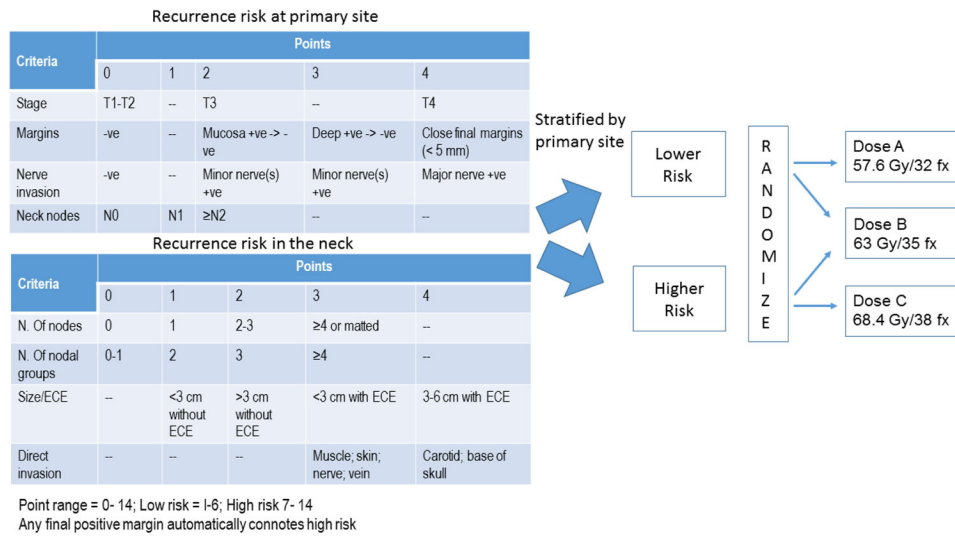 Recurrence risk at primary site
Criteria
Points
0 1 2 3 4
Stage T1-T2 -- T3 -- T4
Margins -ve -- Mucosa +ve -> - Deep +ve -> -ve Close final margins
ve (< 5 mm)
Nerve -ve -- Minor nerve(s) Minor nerve(s) Major nerve +ve
invasion +ve +ve
Neck nodes N0 N1 ≥N2 -- --
Recurrence risk in the neck
Criteria
Points
0 1 2 3 4
N. Of nodes 0 1 2-3 ≥4 or matted --
N. Of nodal 0-1 2 3 ≥4 --
groups
Size/ECE -- <3 cm >3 cm <3 cm with ECE 3-6 cm with ECE
without without
ECE ECE
Direct -- -- -- Muscle; skin; Carotid; base of
invasion nerve; vein skull
Point range = 0- 14; Low risk = I-6; High risk 7- 14
Any final positive margin automatically connotes high risk
Stratified by
primary site
Lower
Risk
Higher
Risk
R
A
N
D
O
M
I
Z
E
Dose A
57.6 Gy/32 fx
Dose B
63 Gy/35 fx
Dose C
68.4 Gy/38 fx